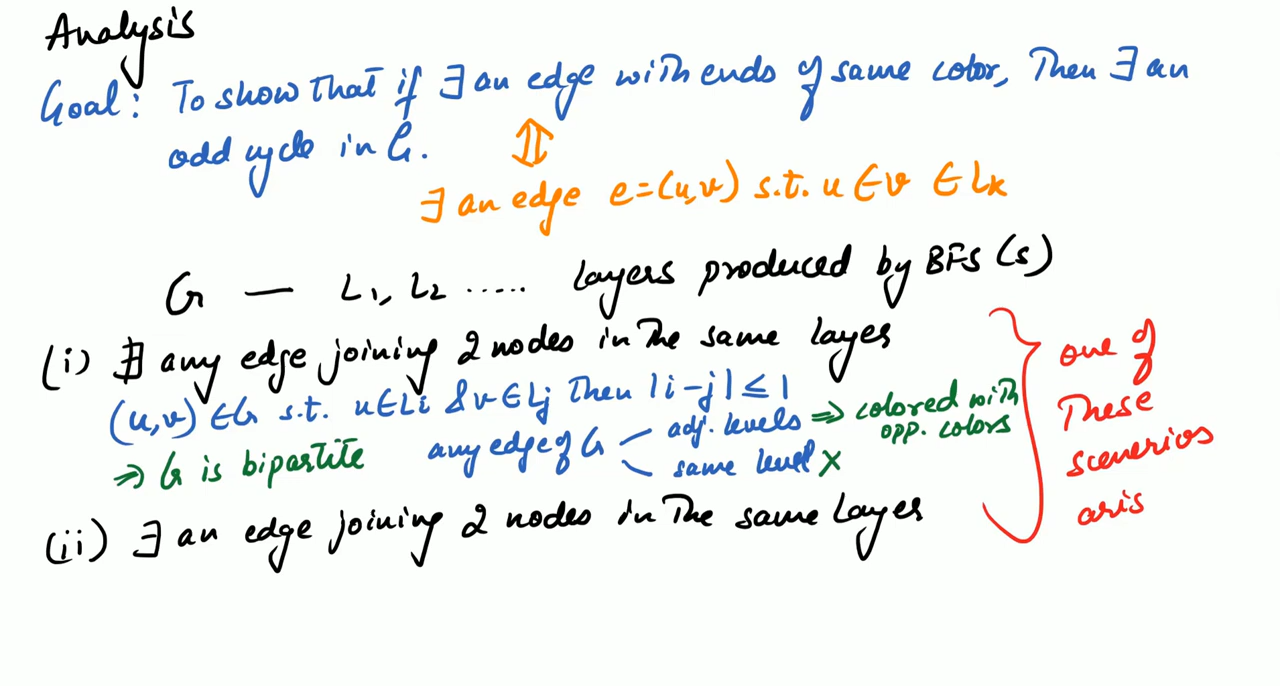 Analysis
Goal: To show that if ∃ an edge with ends of same color, Then ∃ an
odd cycle in G.
⇕
∃ an edge e=(u,v) s.t. u ∈ v ∈ Lk
G — L1, L2 ..... layers produced by BFS (s)
(i) ∄ any edge joining 2 nodes in The same layer
(u,v) ∈ G s.t. u∈Li & v∈Lj Then |i-j| ≤ 1
any edge of G adj. levels ⇒ colored with opp. colors
same level X
⇒ G is bipartite
(ii) ∃ an edge joining 2 nodes in The same layer
one of
These
scenerios
aris